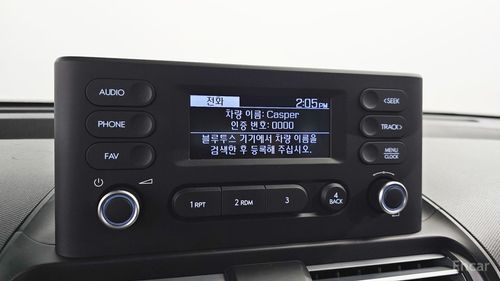 전화 2:05PM
차량 이름: Casper
인증 번호: 0000
블루투스 기기에서 차량 이름을
검색한 후 등록해 주십시오.
AUDIO
PHONE
FAV
<SEEK
TRACK>
MENU
CLOCK
1 RPT
2 RDM
3
4
BACK
Encar